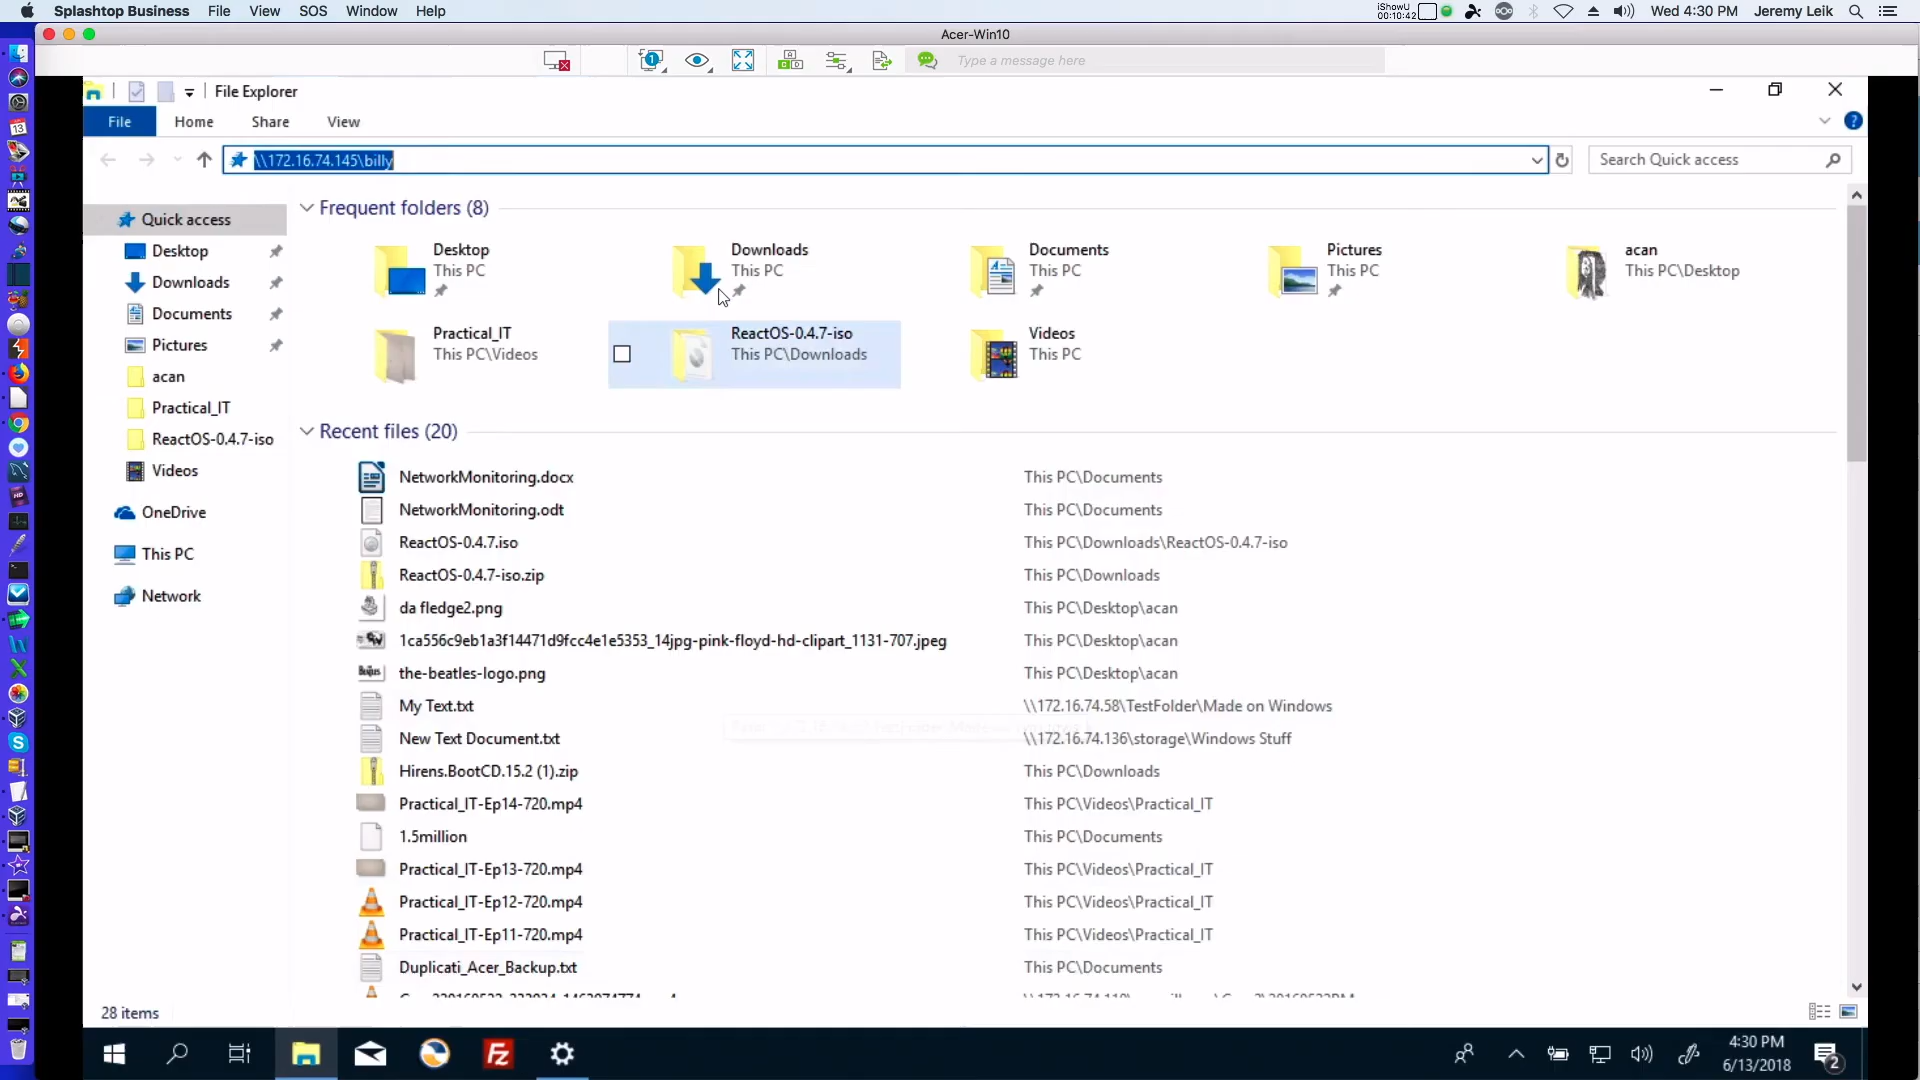 Splashtop Business File View SOS Window Help
iShowU
00:10:42
Wed 4:30 PM Jeremy Leik
Acer-Win10
Type a message here
File Explorer
File Home Share View
\\172.16.74.145\billy
Search Quick access
Quick access
Desktop
Downloads
Documents
Pictures
acan
Practical_IT
ReactOS-0.4.7-iso
Videos
OneDrive
This PC
Network
Frequent folders (8)
Desktop
This PC
Downloads
This PC
Documents
This PC
Pictures
This PC
acan
This PC\Desktop
Practical_IT
This PC\Videos
ReactOS-0.4.7-iso
This PC\Downloads
Videos
This PC
Recent files (20)
NetworkMonitoring.docx This PC\Documents
NetworkMonitoring.odt This PC\Documents
ReactOS-0.4.7.iso This PC\Downloads\ReactOS-0.4.7-iso
ReactOS-0.4.7-iso.zip This PC\Downloads
da fledge2.png This PC\Desktop\acan
1ca556c9eb1a3f14471d9fcc4e1e5353_14jpg-pink-floyd-hd-clipart_1131-707.jpeg This PC\Desktop\acan
the-beatles-logo.png This PC\Desktop\acan
My Text.txt \\172.16.74.58\TestFolder\Made on Windows
New Text Document.txt \\172.16.74.136\storage\Windows Stuff
Hirens.BootCD.15.2 (1).zip This PC\Downloads
Practical_IT-Ep14-720.mp4 This PC\Videos\Practical_IT
1.5million This PC\Documents
Practical_IT-Ep13-720.mp4 This PC\Videos\Practical_IT
Practical_IT-Ep12-720.mp4 This PC\Videos\Practical_IT
Practical_IT-Ep11-720.mp4 This PC\Videos\Practical_IT
Duplicati_Acer_Backup.txt This PC\Documents
28 items
4:30 PM
6/13/2018
2